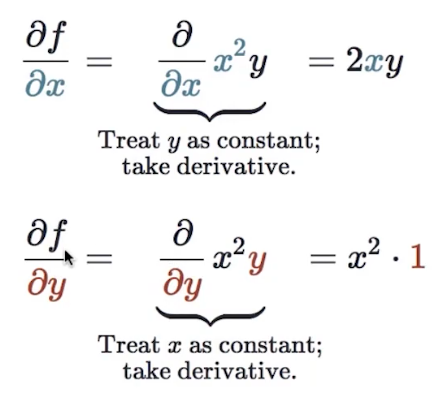 ∂f/∂x = ∂/∂x x²y = 2xy
Treat y as constant;
take derivative.
∂f/∂y = ∂/∂y x²y = x² · 1
Treat x as constant;
take derivative.